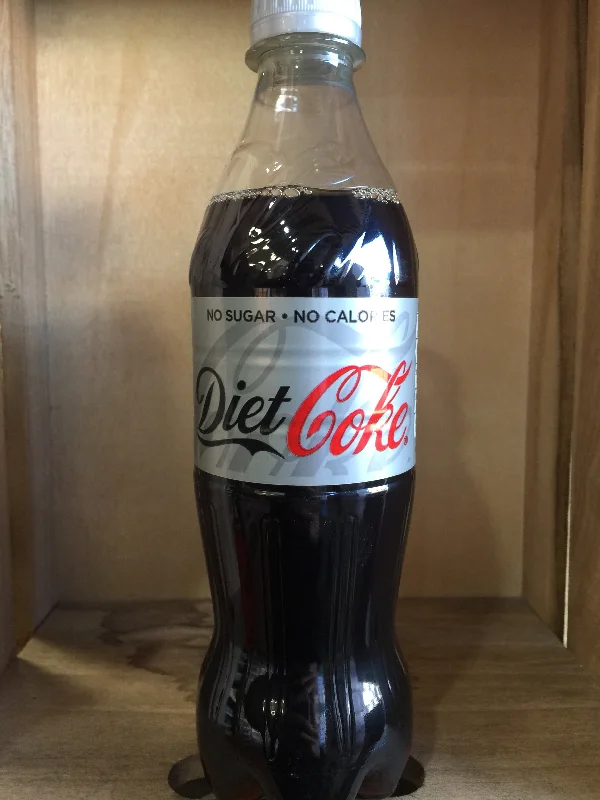 NO SUGAR • NO CALORIES
Diet Coke